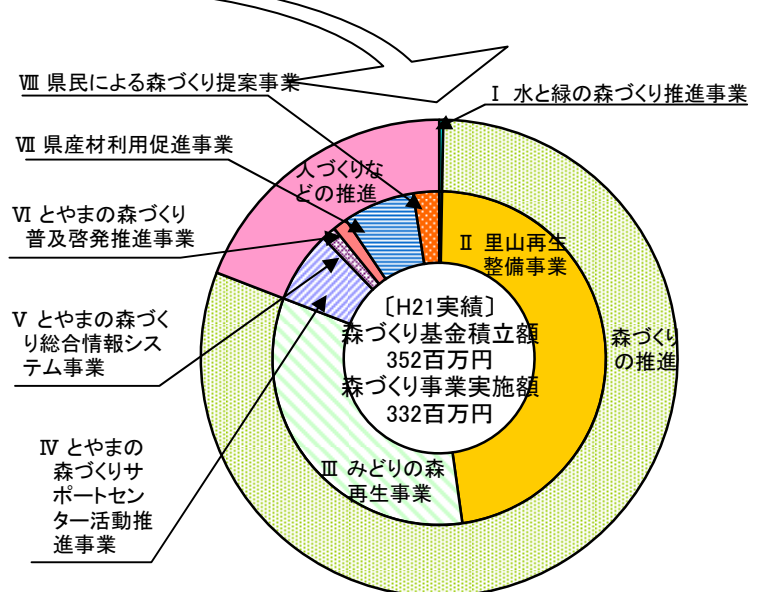 Ⅷ 県民による森づくり提案事業
Ⅰ 水と緑の森づくり推進事業
Ⅶ 県産材利用促進事業
人づくりな
どの推進
Ⅵ とやまの森づくり
普及啓発推進事業
Ⅱ 里山再生
整備事業
〔H21実績〕
森づくり基金積立額
352百万円
森づくり事業実施額
332百万円
森づくり
の推進
Ⅴ とやまの森づく
り総合情報シス
テム事業
Ⅳ とやまの
森づくりサ
ポートセン
ター活動推
進事業
Ⅲ みどりの森
再生事業